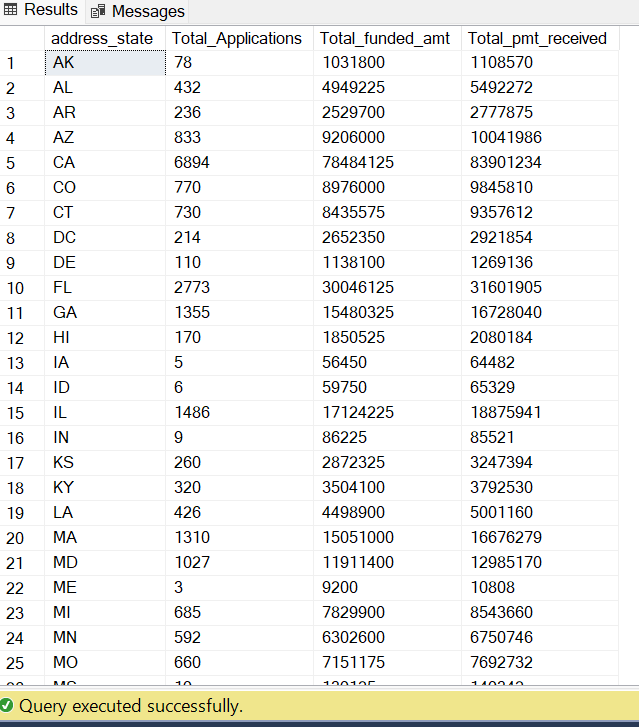 Results Messages
address_state Total_Applications Total_funded_amt Total_pmt_received
1 AK 78 1031800 1108570
2 AL 432 4949225 5492272
3 AR 236 2529700 2777875
4 AZ 833 9206000 10041986
5 CA 6894 78484125 83901234
6 CO 770 8976000 9845810
7 CT 730 8435575 9357612
8 DC 214 2652350 2921854
9 DE 110 1138100 1269136
10 FL 2773 30046125 31601905
11 GA 1355 15480325 16728040
12 HI 170 1850525 2080184
13 IA 5 56450 64482
14 ID 6 59750 65329
15 IL 1486 17124225 18875941
16 IN 9 86225 85521
17 KS 260 2872325 3247394
18 KY 320 3504100 3792530
19 LA 426 4498900 5001160
20 MA 1310 15051000 16676279
21 MD 1027 11911400 12985170
22 ME 3 9200 10808
23 MI 685 7829900 8543660
24 MN 592 6302600 6750746
25 MO 660 7151175 7692732
Query executed successfully.